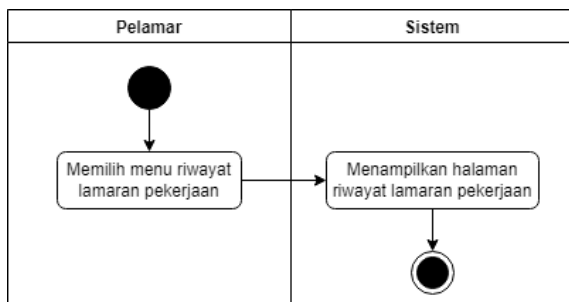 Pelamar
Sistem
Memilih menu riwayat
lamaran pekerjaan
Menampilkan halaman
riwayat lamaran pekerjaan